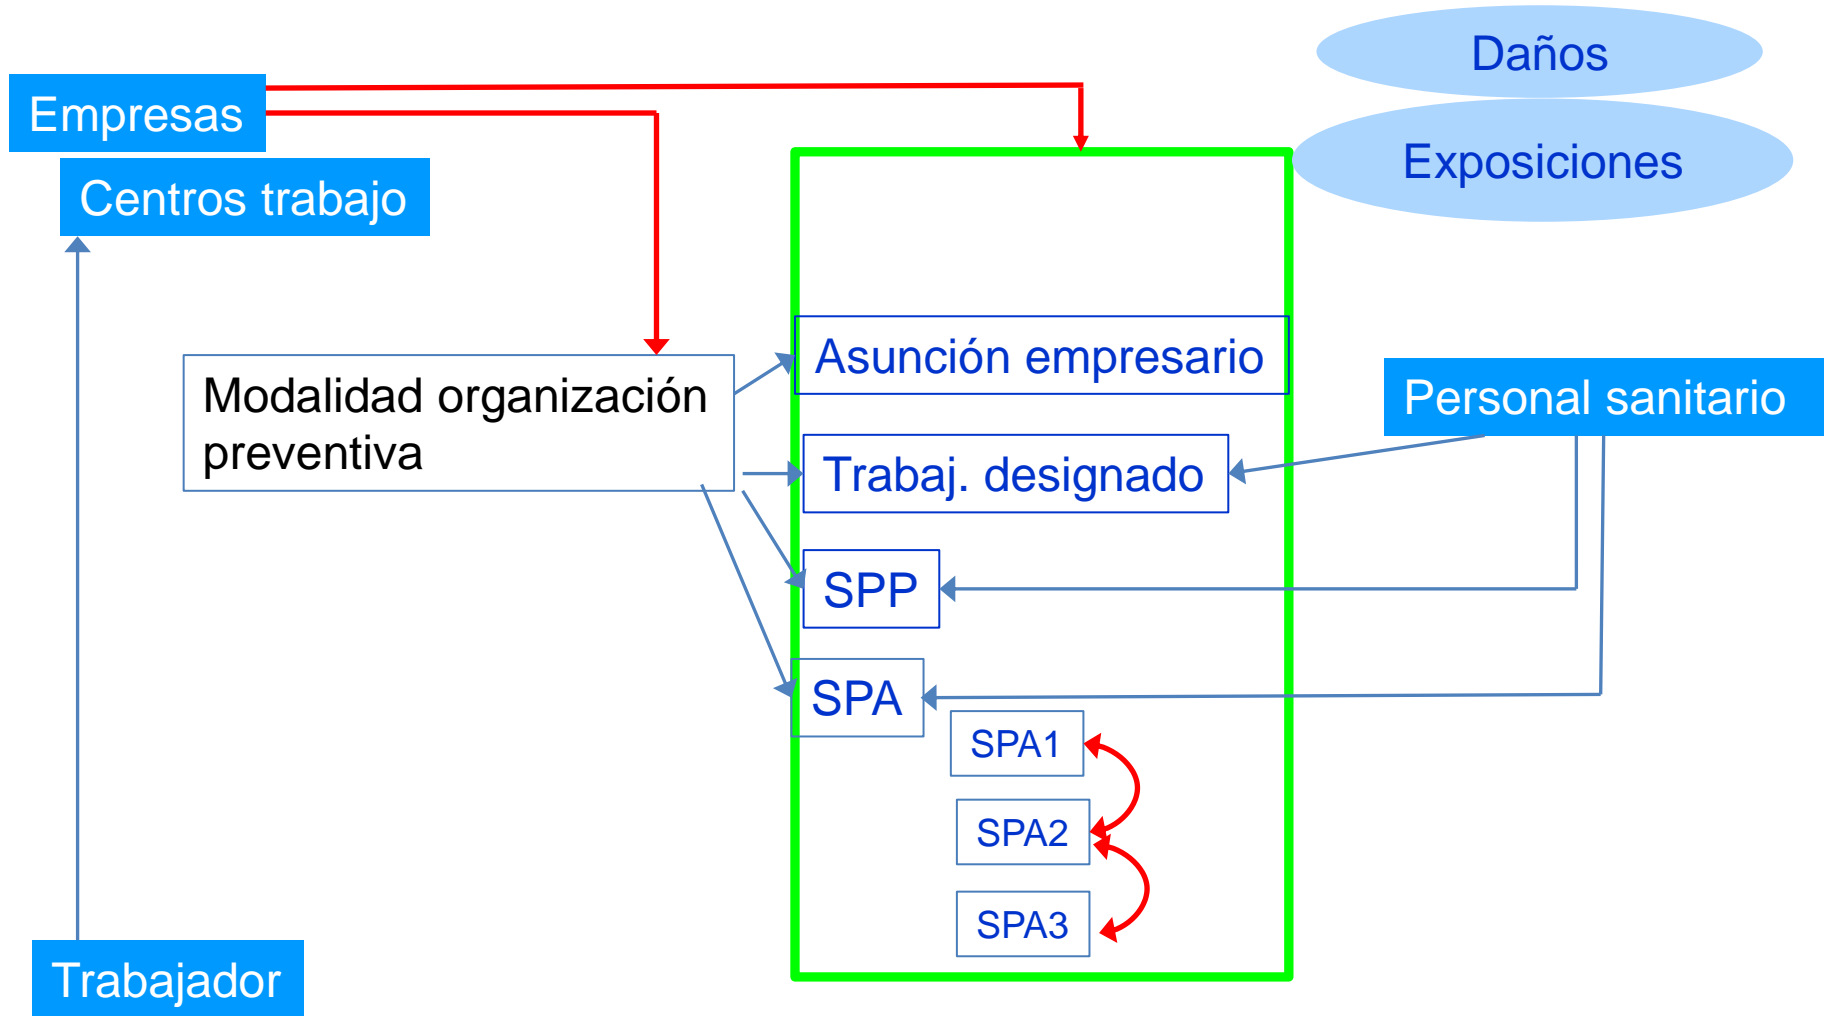 Daños
Empresas
Exposiciones
Centros trabajo
Asunción empresario
Modalidad organización
preventiva
Personal sanitario
Trabaj. designado
SPP
SPA
SPA1
SPA2
SPA3
Trabajador